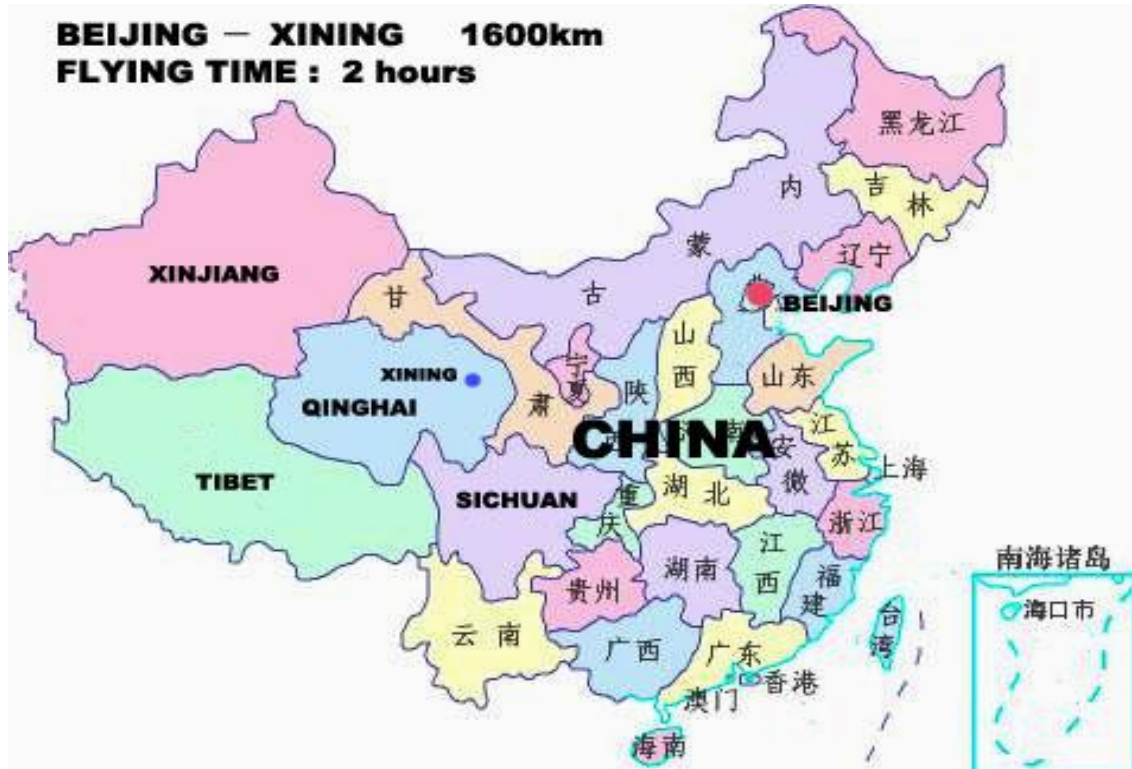 BEIJING — XINING 1600km
FLYING TIME : 2 hours
黑龙江
内
吉
林
蒙
辽宁
XINJIANG
甘
古
BEIJING
山
西
XINING
宁
夏
陕
山东
QINGHAI
肃
CHINA
南
江
苏
安
徽
上海
TIBET
SICHUAN
重
庆
湖北
浙江
南海诸岛
海口市
贵州
湖南
江
西
福
建
台
湾
云南
广西
广东
香港
澳门
海南